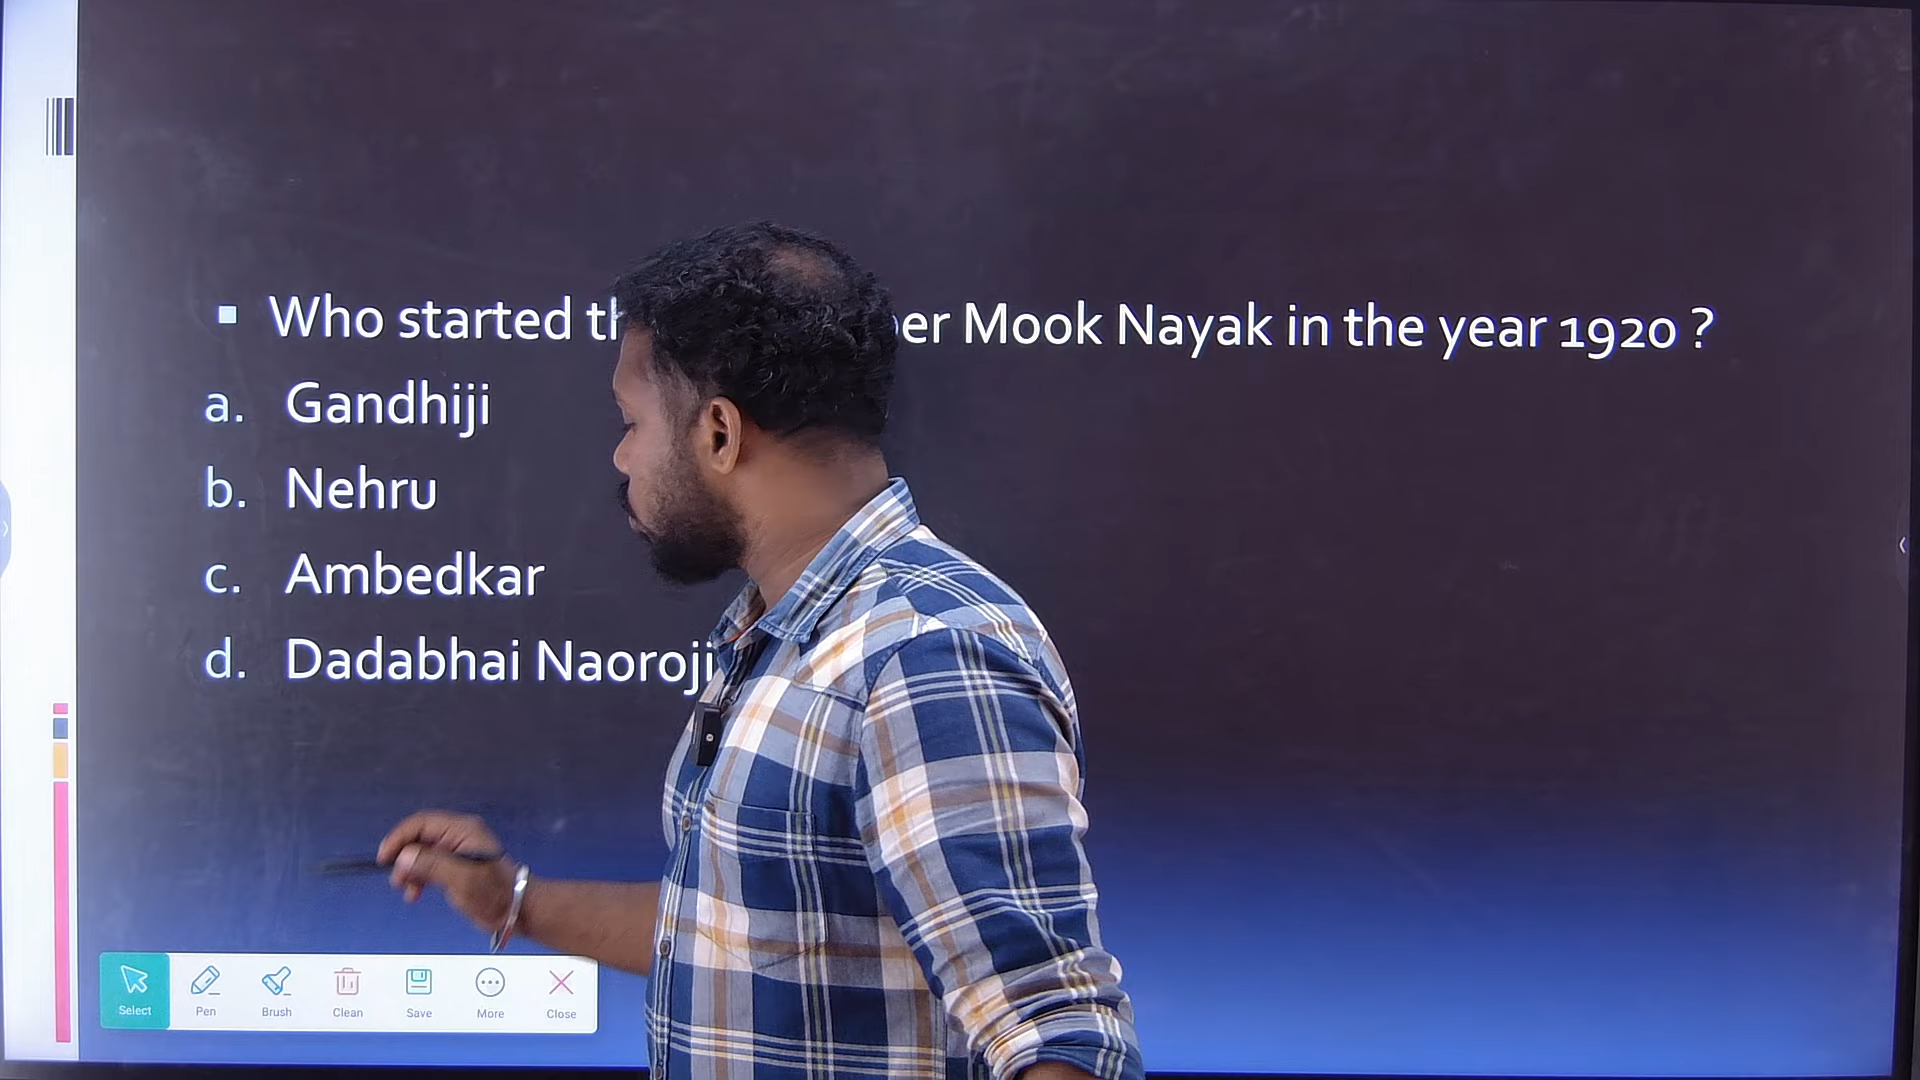 Who started er Mook Nayak in the year 1920 ?
a. Gandhiji
b. Nehru
c. Ambedkar
d. Dadabhai Naoroji
Select Pen Brush Clean Save More Close